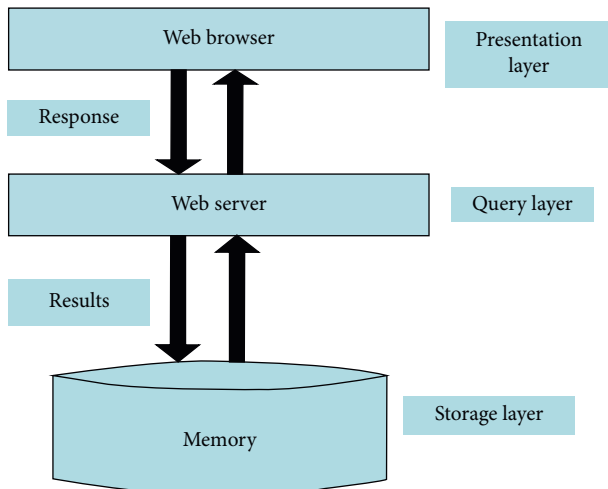 Web browser
Presentation
layer
Response
Web server
Query layer
Results
Storage layer
Memory